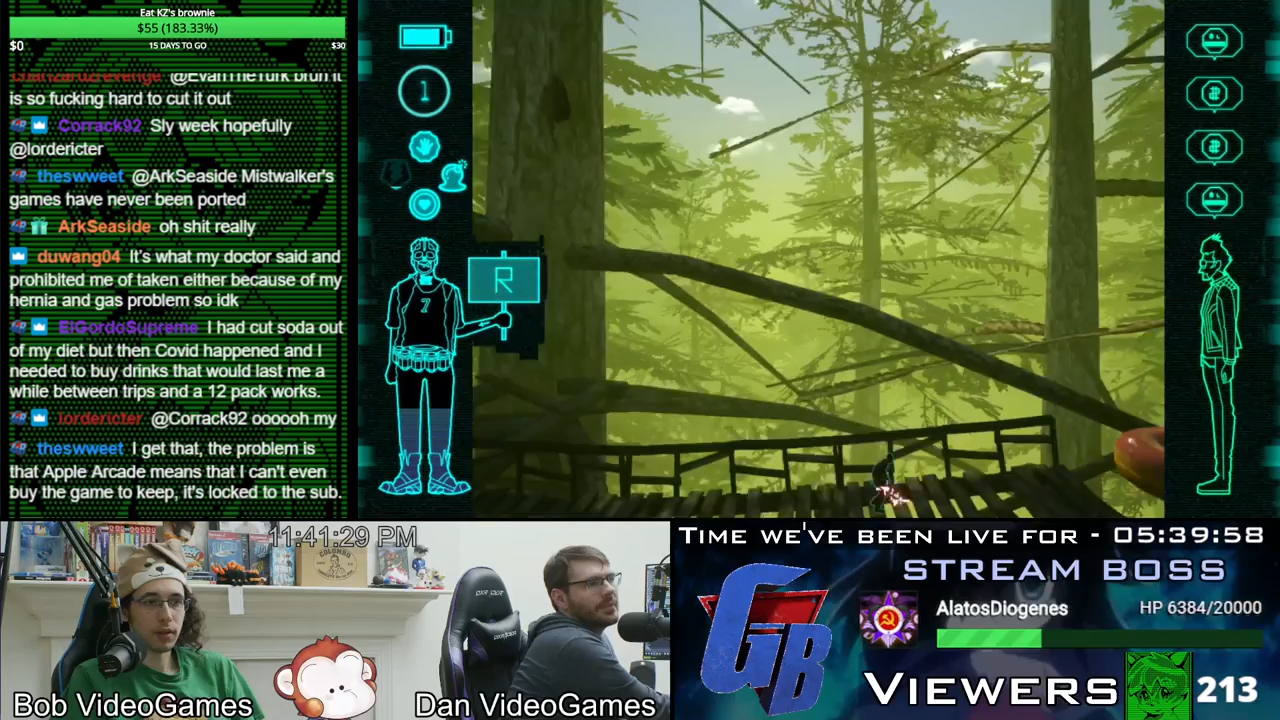 Eat KZ's brownie
$55 (183.33%)
$0 15 DAYS TO GO $30
@EvanTheTurk Bruh it
is so fucking hard to cut it out
Corrack92 Sly week hopefully
@lordericter
theswweet @ArkSeaside Mistwalker's
games have never been ported
ArkSeaside oh shit really
duwang04 It's what my doctor said and
prohibited me of taken either because of my
hernia and gas problem so idk
ElGordoSupreme I had cut soda out
of my diet but then Covid happened and I
needed to buy drinks that would last me a
while between trips and a 12 pack works.
lordericter @Corrack92 oooooh my
theswweet I get that, the problem is
that Apple Arcade means that I can't even
buy the game to keep, it's locked to the sub.
1
R
7
11:41:29 PM
COLOMBO
Bob VideoGames
Dan VideoGames
TIME WE'VE BEEN LIVE FOR - 05:39:58
STREAM BOSS
AlatosDiogenes HP 6384/20000
GB
VIEWERS 213